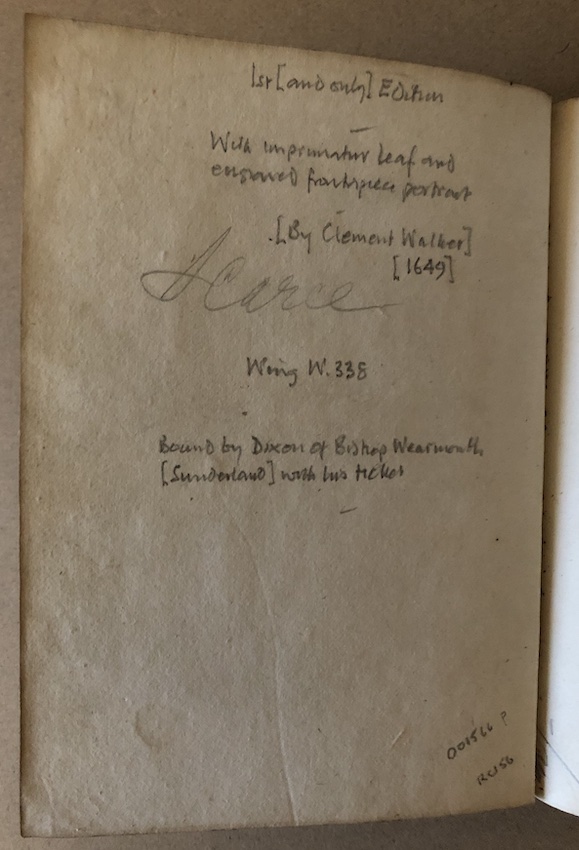 1st [and only] Edition
With imprimatur leaf and
engraved frontispiece portrait
[By Clement Walker]
[1649]
Scarce
Wing W.338
Bound by Dixon of Bishop Wearmouth
[Sunderland] with his ticket
001566 P